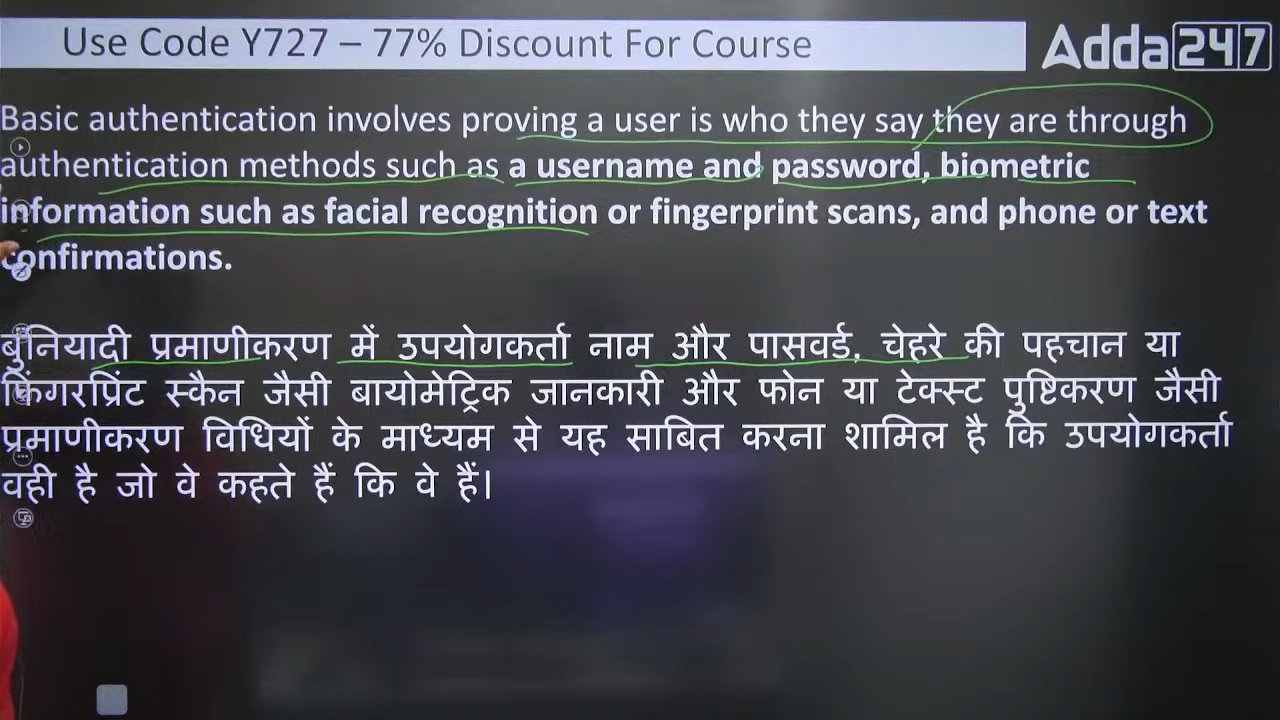 Use Code Y727 – 77% Discount For Course
Adda247
Basic authentication involves proving a user is who they say they are through
authentication methods such as a username and password, biometric
information such as facial recognition or fingerprint scans, and phone or text
confirmations.
बुनियादी प्रमाणीकरण में उपयोगकर्ता नाम और पासवर्ड, चेहरे की पहचान या
फिंगरप्रिंट स्कैन जैसी बायोमेट्रिक जानकारी और फोन या टेक्स्ट पुष्टिकरण जैसी
प्रमाणीकरण विधियों के माध्यम से यह साबित करना शामिल है कि उपयोगकर्ता
वही है जो वे कहते हैं कि वे हैं।